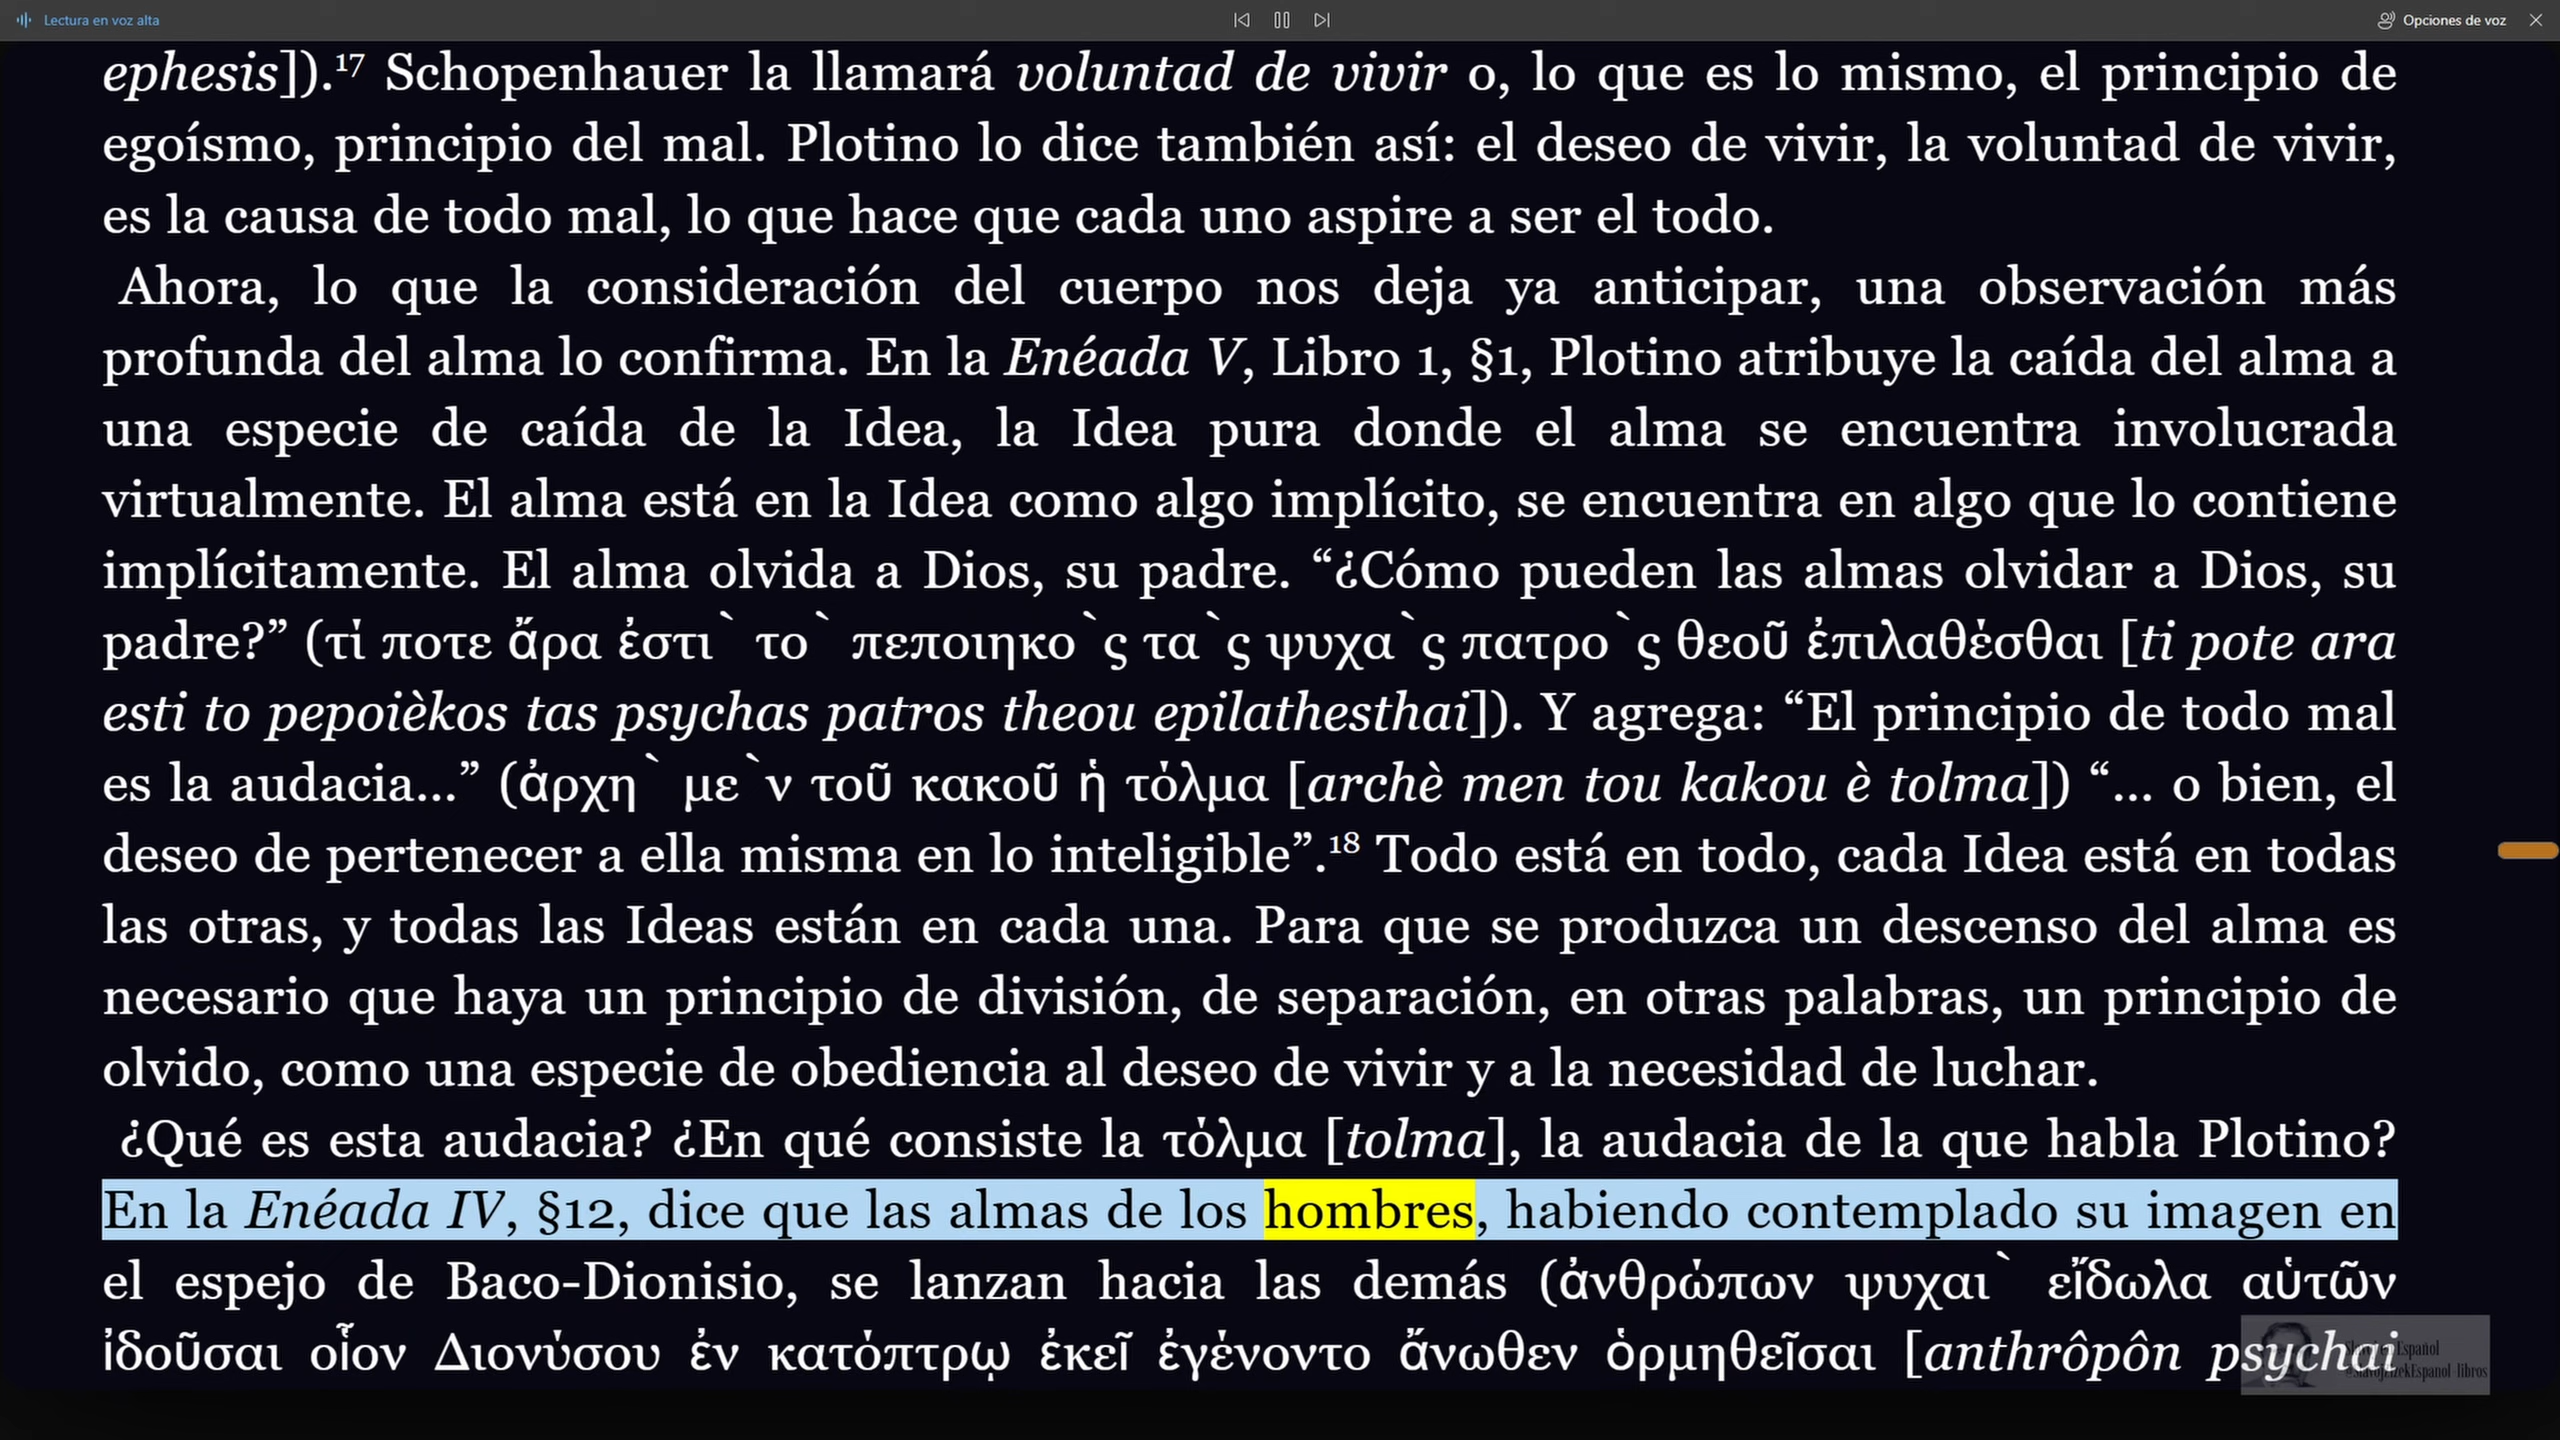 Lectura en voz alta
Opciones de voz
ephesis]).¹⁷ Schopenhauer la llamará voluntad de vivir o, lo que es lo mismo, el principio de
egoísmo, principio del mal. Plotino lo dice también así: el deseo de vivir, la voluntad de vivir,
es la causa de todo mal, lo que hace que cada uno aspire a ser el todo.
Ahora, lo que la consideración del cuerpo nos deja ya anticipar, una observación más
profunda del alma lo confirma. En la Enéada V, Libro 1, §1, Plotino atribuye la caída del alma a
una especie de caída de la Idea, la Idea pura donde el alma se encuentra involucrada
virtualmente. El alma está en la Idea como algo implícito, se encuentra en algo que lo contiene
implícitamente. El alma olvida a Dios, su padre. “¿Cómo pueden las almas olvidar a Dios, su
padre?” (τί ποτε ἄρα ἐστι` το` πεποιηκο`ς τα`ς ψυχα`ς πατρο`ς θεοῦ ἐπιλαθέσθαι [ti pote ara
esti to pepoièkos tas psychas patros theou epilathesthai]). Y agrega: “El principio de todo mal
es la audacia...” (ἀρχη` με`ν τοῦ κακοῦ ἡ τόλμα [archè men tou kakou è tolma]) “... o bien, el
deseo de pertenecer a ella misma en lo inteligible”.¹⁸ Todo está en todo, cada Idea está en todas
las otras, y todas las Ideas están en cada una. Para que se produzca un descenso del alma es
necesario que haya un principio de división, de separación, en otras palabras, un principio de
olvido, como una especie de obediencia al deseo de vivir y a la necesidad de luchar.
¿Qué es esta audacia? ¿En qué consiste la τόλμα [tolma], la audacia de la que habla Plotino?
En la Enéada IV, §12, dice que las almas de los hombres, habiendo contemplado su imagen en
el espejo de Baco-Dionisio, se lanzan hacia las demás (ἀνθρώπων ψυχαι` εἴδωλα αὐτῶν
ἰδοῦσαι οἷον Διονύσου ἐν κατόπτρῳ ἐκεῖ ἐγένοντο ἄνωθεν ὁρμηθεῖσαι [anthrôpôn psychai
Español
@SlavojZizekEspanol-libros